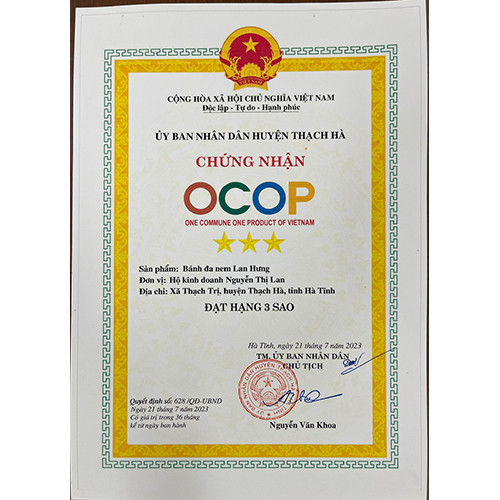 CỘNG HÒA XÃ HỘI CHỦ NGHĨA VIỆT NAM
Độc lập - Tự do - Hạnh phúc
ỦY BAN NHÂN DÂN HUYỆN THẠCH HÀ
CHỨNG NHẬN
OCOP
ONE COMMUNE ONE PRODUCT OF VIETNAM
Sản phẩm: Bánh đa nem Lan Hưng
Đơn vị: Hộ kinh doanh Nguyễn Thị Lan
Địa chỉ: Xã Thạch Trị, huyện Thạch Hà, tỉnh Hà Tĩnh
ĐẠT HẠNG 3 SAO
Hà Tĩnh, ngày 21 tháng 7 năm 2023
TM. ỦY BAN NHÂN DÂN
CHỦ TỊCH
Quyết định số: 628 /QĐ-UBND
Ngày 21 tháng 7 năm 2023
Có giá trị trong 36 tháng
kể từ ngày ban hành
Nguyễn Văn Khoa